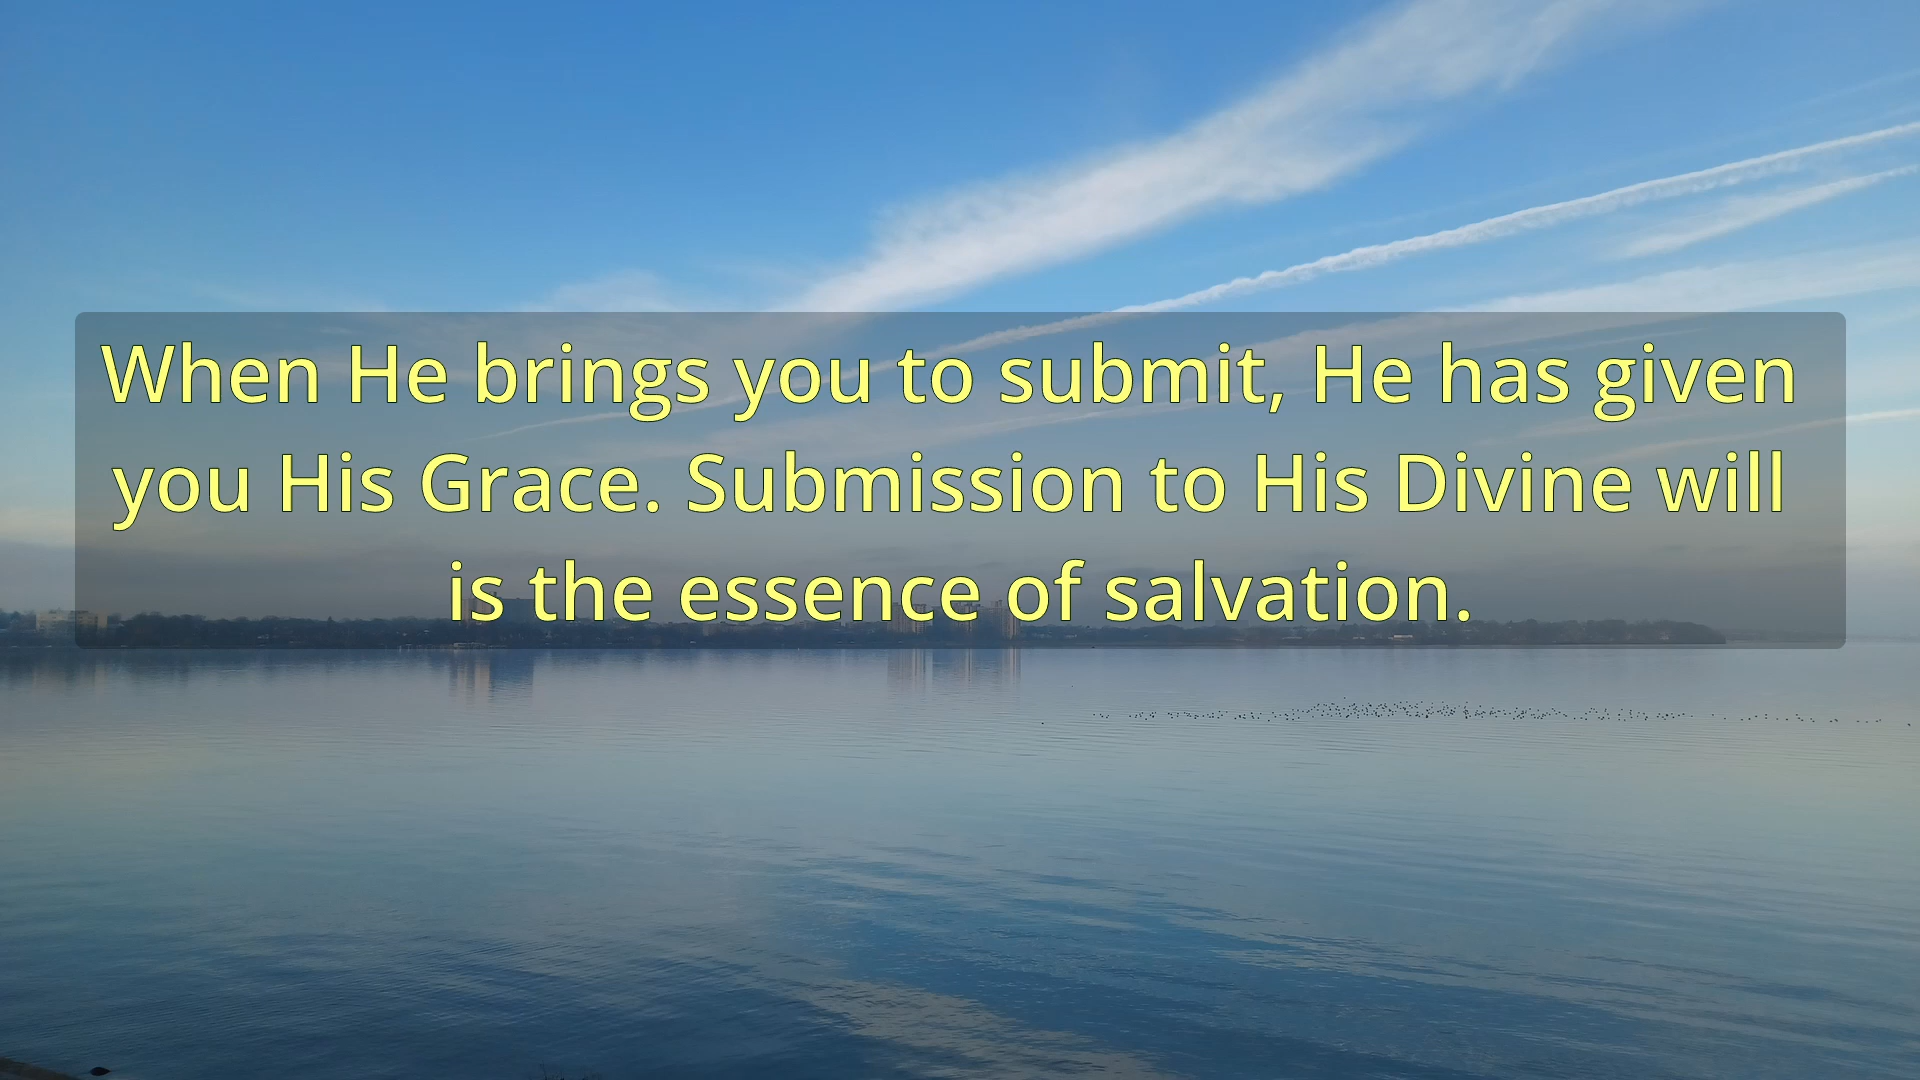 When He brings you to submit, He has given
you His Grace. Submission to His Divine will
is the essence of salvation.